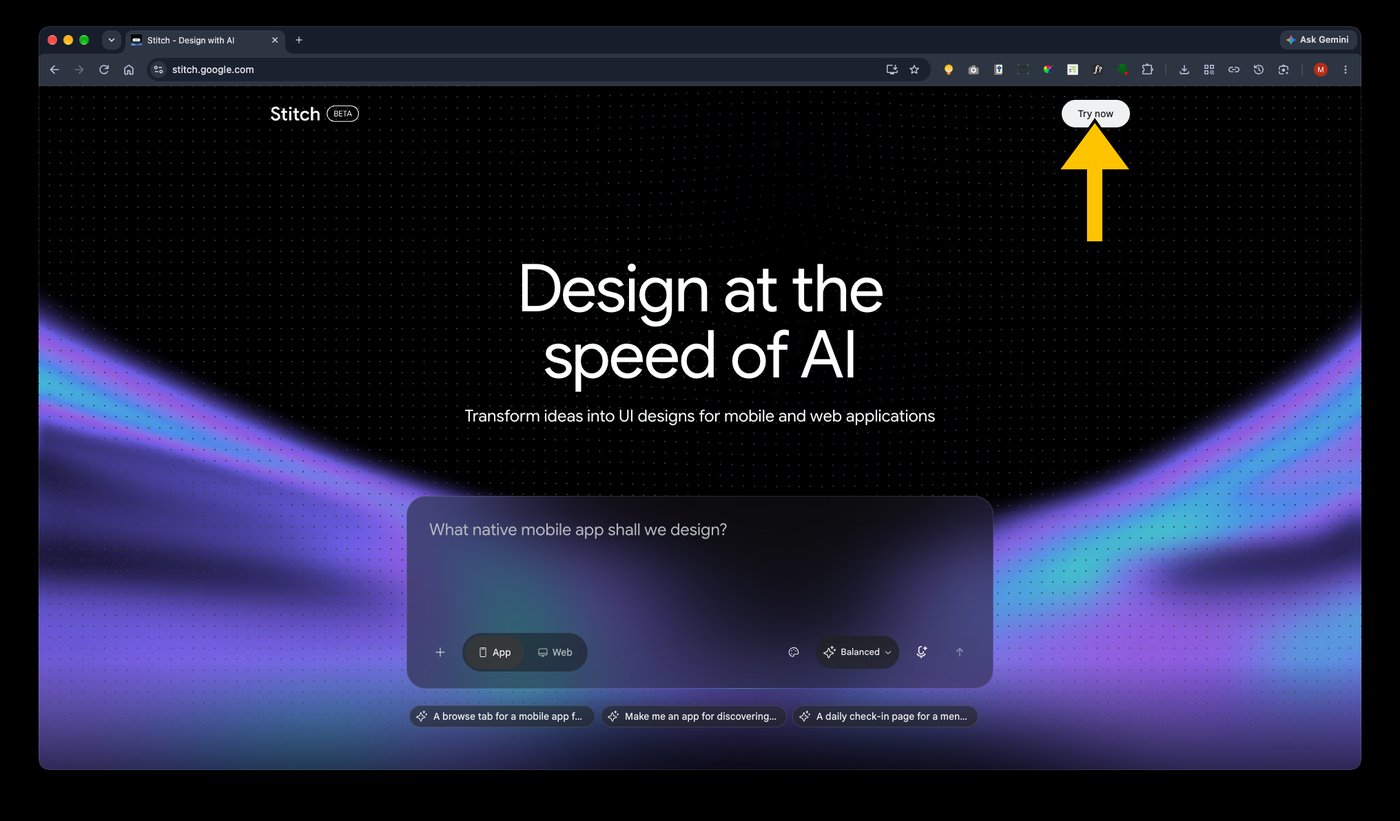 Stitch - Design with AI
Ask Gemini
stitch.google.com
f?
M
Stitch BETA
Try now
Design at the
speed of AI
Transform ideas into UI designs for mobile and web applications
What native mobile app shall we design?
App
Web
Balanced
A browse tab for a mobile app f...
Make me an app for discovering...
A daily check-in page for a men...